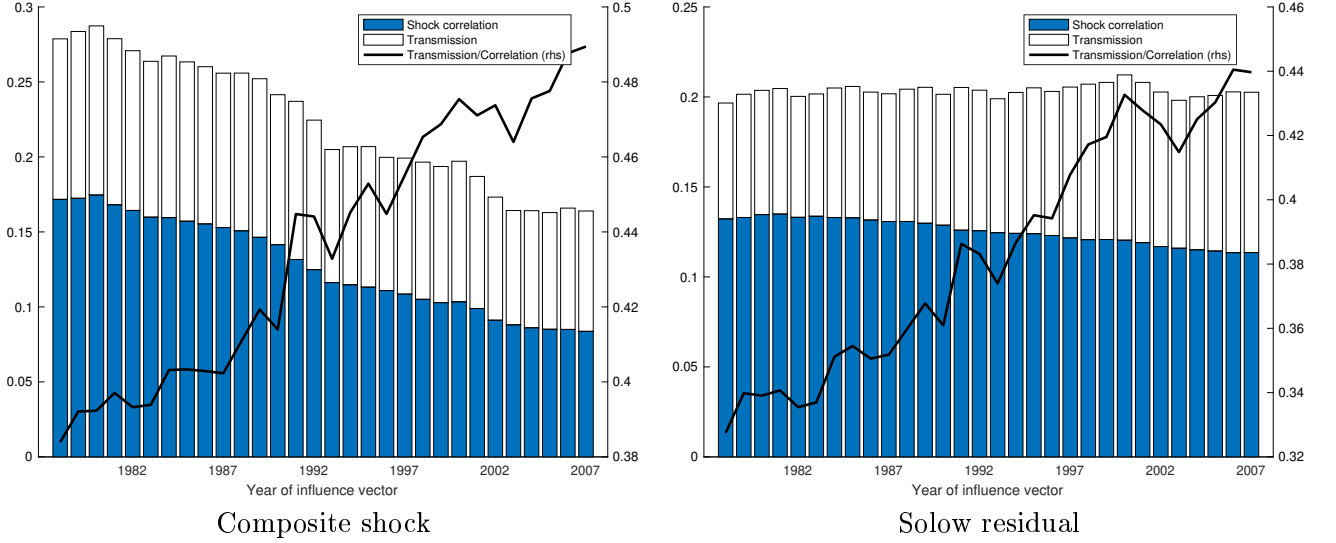 0.3
0.25
0.2
0.15
0.1
0.05
0
0.5
0.48
0.46
0.44
0.42
0.4
0.38
Shock correlation
Transmission
Transmission/Correlation (rhs)
1982 1987 1992 1997 2002 2007
Year of influence vector
Composite shock
0.25
0.2
0.15
0.1
0.05
0
0.46
0.44
0.42
0.4
0.38
0.36
0.34
0.32
Shock correlation
Transmission
Transmission/Correlation (rhs)
1982 1987 1992 1997 2002 2007
Year of influence vector
Solow residual